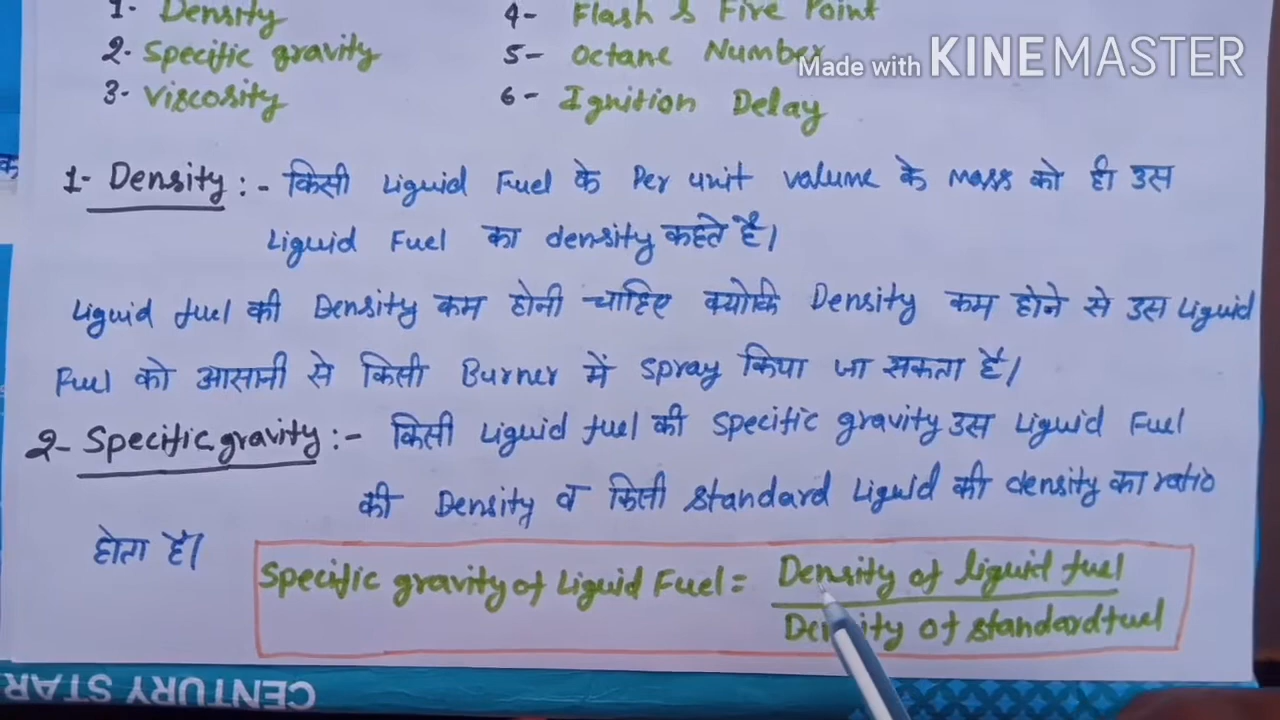 1- Density
4- Flash & Fire Point
2- Specific gravity
5- Octane Number
Made with KINEMASTER
3- Viscosity
6- Ignition Delay
1- Density :- किसी Liquid Fuel के Per unit volume के mass को ही उस
Liquid Fuel का density कहते है।
Liquid fuel की Density कम होनी चाहिए क्योकि Density कम होने से उस Liquid
Fuel को आसानी से किसी Burner में spray किया जा सकता है।
2- Specific gravity :- किसी Liquid fuel की specific gravity उस Liquid Fuel
की Density व किसी standard Liquid की density का ratio
होता है।
Specific gravity of Liquid Fuel = Density of liquid fuel
Density of standard fuel
CENTURY STAR